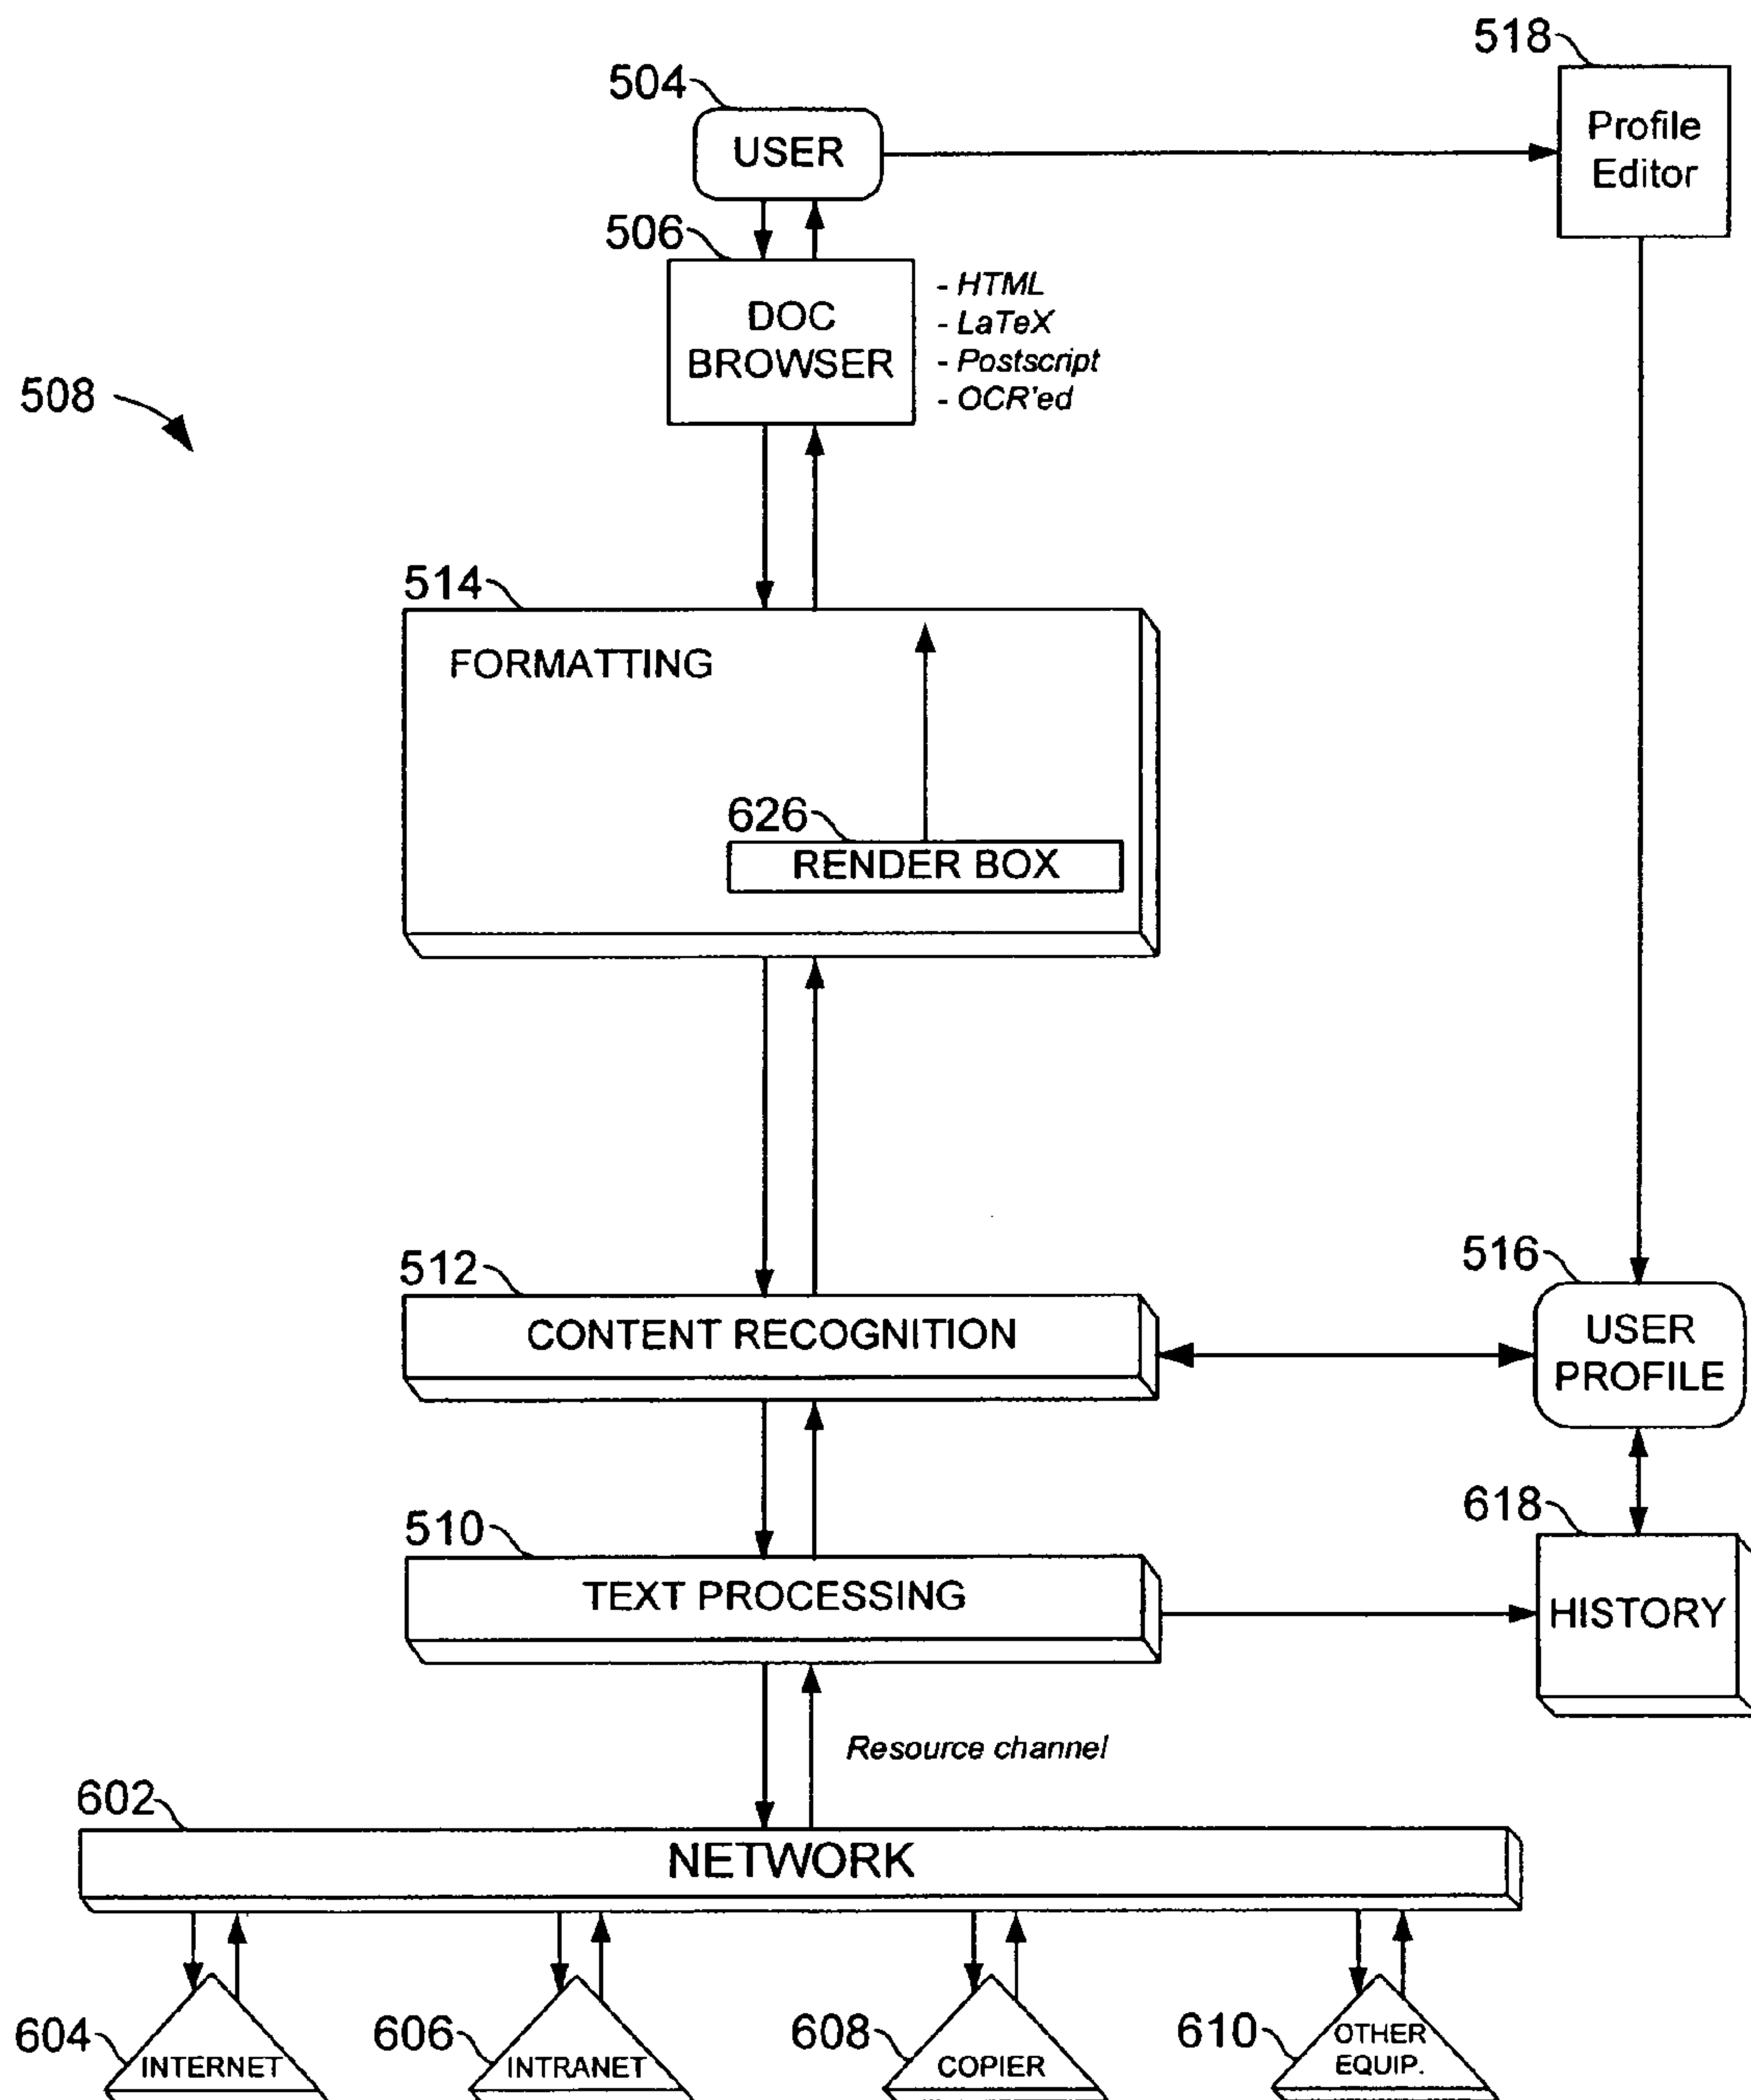 518
504
Profile
Editor
USER
506
DOC
BROWSER
- HTML
- LaTeX
- Postscript
- OCR'ed
508
514
FORMATTING
626
RENDER BOX
512
CONTENT RECOGNITION
516
USER
PROFILE
510
TEXT PROCESSING
618
HISTORY
Resource channel
602
NETWORK
604
INTERNET
606
INTRANET
608
COPIER
610
OTHER
EQUIP.